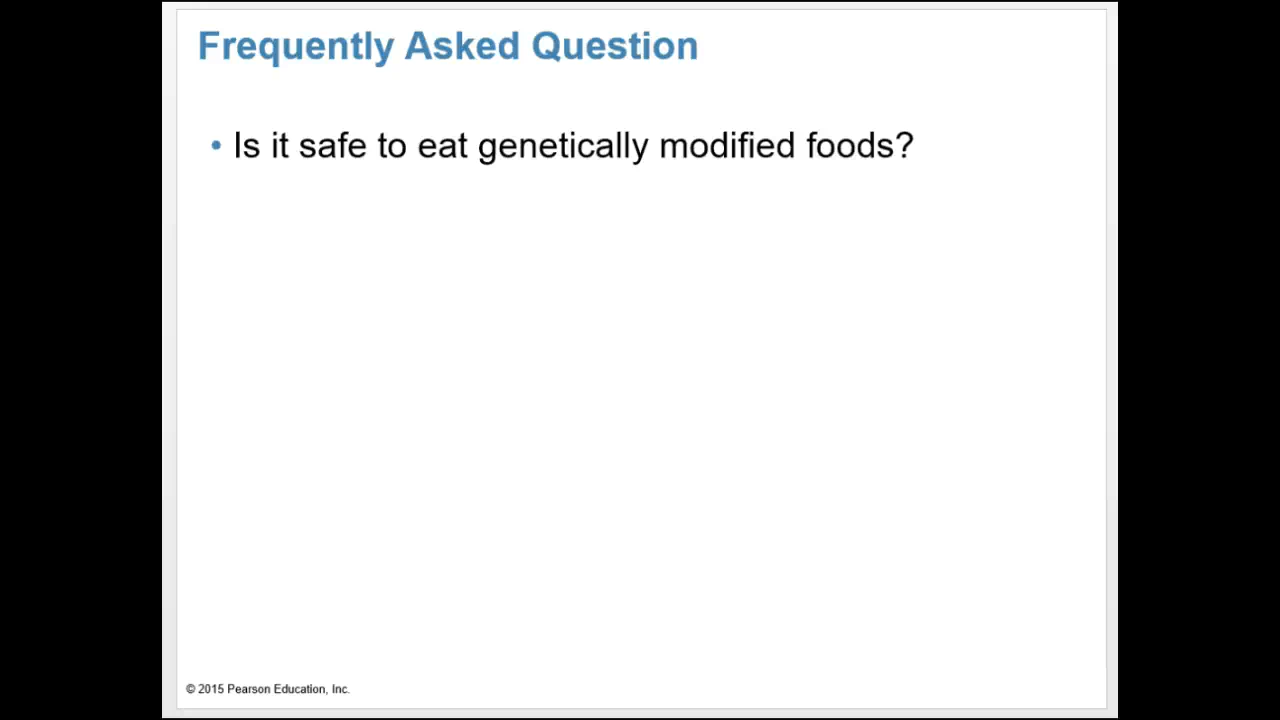 Frequently Asked Question
• Is it safe to eat genetically modified foods?
© 2015 Pearson Education, Inc.